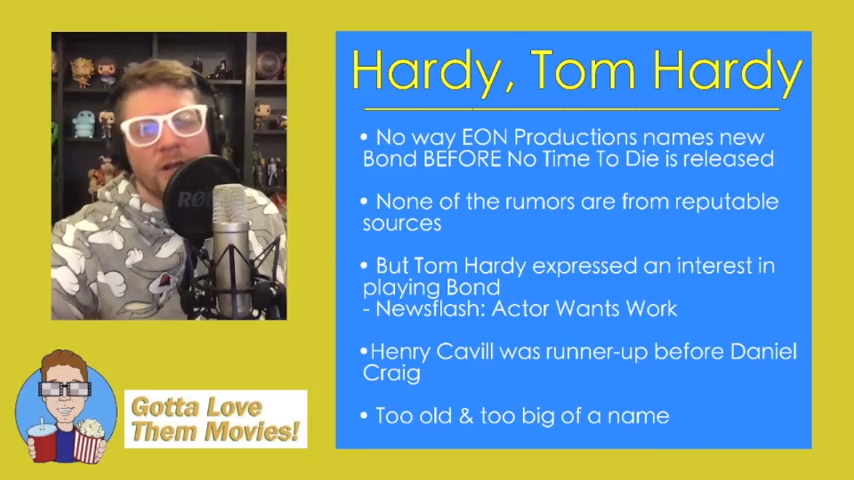 Hardy, Tom Hardy
• No way EON Productions names new
Bond BEFORE No Time To Die is released
• None of the rumors are from reputable
sources
• But Tom Hardy expressed an interest in
playing Bond
- Newsflash: Actor Wants Work
•Henry Cavill was runner-up before Daniel
Craig
• Too old & too big of a name
RØDE
Gotta Love
Them Movies!